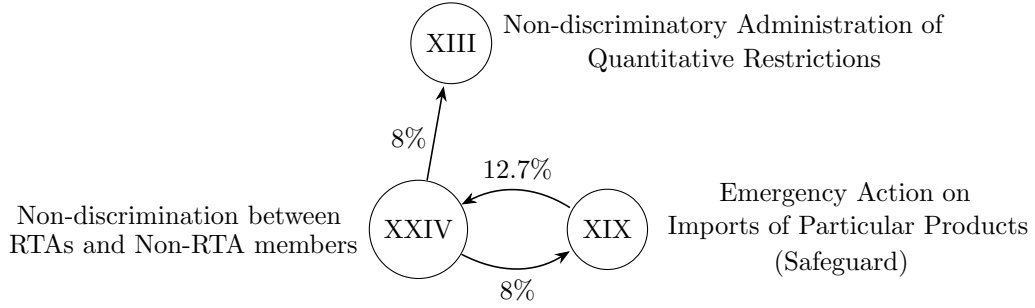 XIII
Non-discriminatory Administration of
Quantitative Restrictions
8%
12.7%
Non-discrimination between
RTAs and Non-RTA members
XXIV
XIX
Emergency Action on
Imports of Particular Products
(Safeguard)
8%